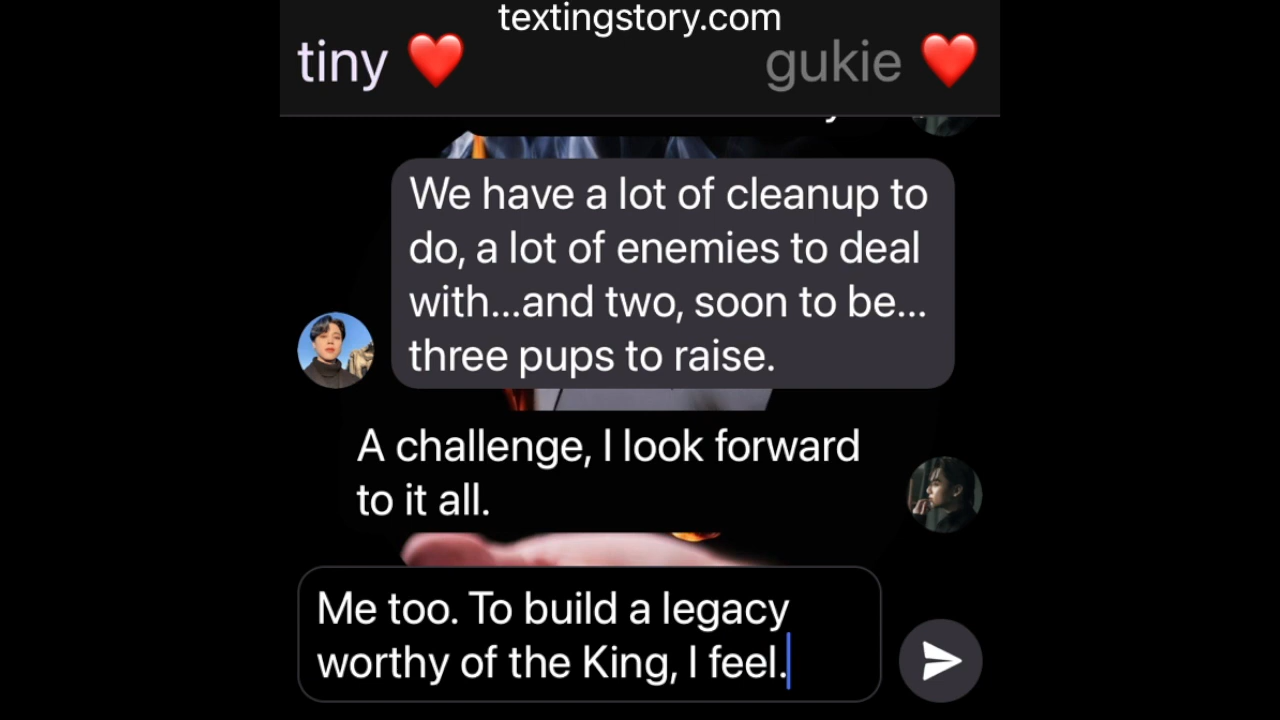 textingstory.com
tiny ❤️ gukie ❤️
We have a lot of cleanup to
do, a lot of enemies to deal
with...and two, soon to be...
three pups to raise.
A challenge, I look forward
to it all.
Me too. To build a legacy
worthy of the King, I feel.